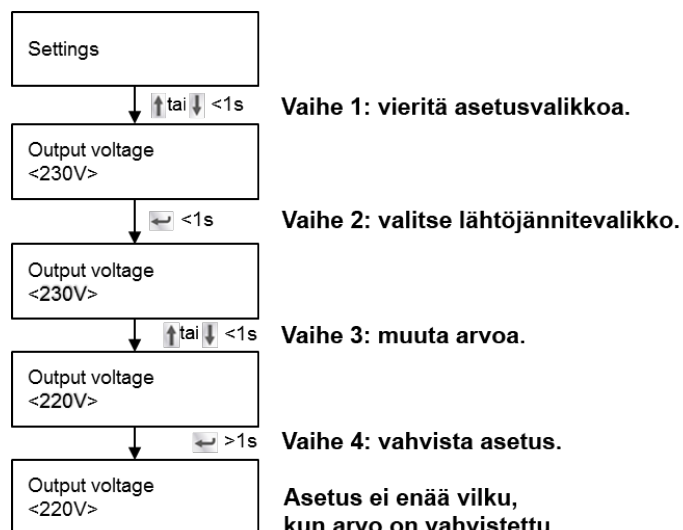 Settings
tai <1s Vaihe 1: vieritä asetusvalikkoa.
Output voltage
<230V>
<1s Vaihe 2: valitse lähtöjännitevalikko.
Output voltage
<230V>
tai <1s Vaihe 3: muuta arvoa.
Output voltage
<220V>
>1s Vaihe 4: vahvista asetus.
Output voltage
<220V>
Asetus ei enää vilku,
kun arvo on vahvistettu